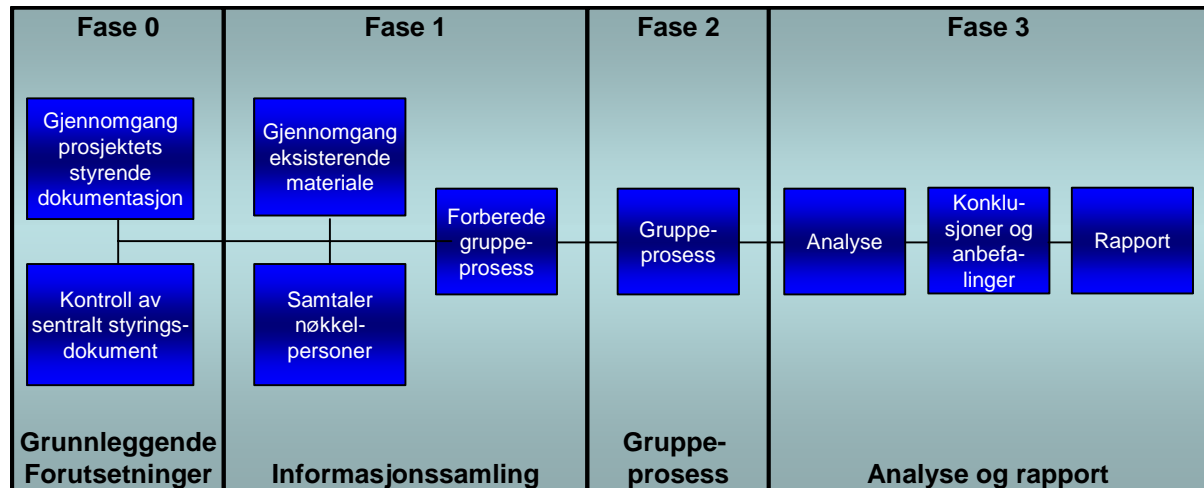 Fase 0
Fase 1
Fase 2
Fase 3
Gjennomgang
prosjektets
styrende
dokumentasjon
Kontroll av
sentralt styrings-
dokument
Gjennomgang
eksisterende
materiale
Samtaler
nøkkel-
personer
Forberede
gruppe-
prosess
Gruppe-
prosess
Analyse
Konklu-
sjoner og
anbefa-
linger
Rapport
Grunnleggende
Forutsetninger
Informasjonssamling
Gruppe-
prosess
Analyse og rapport